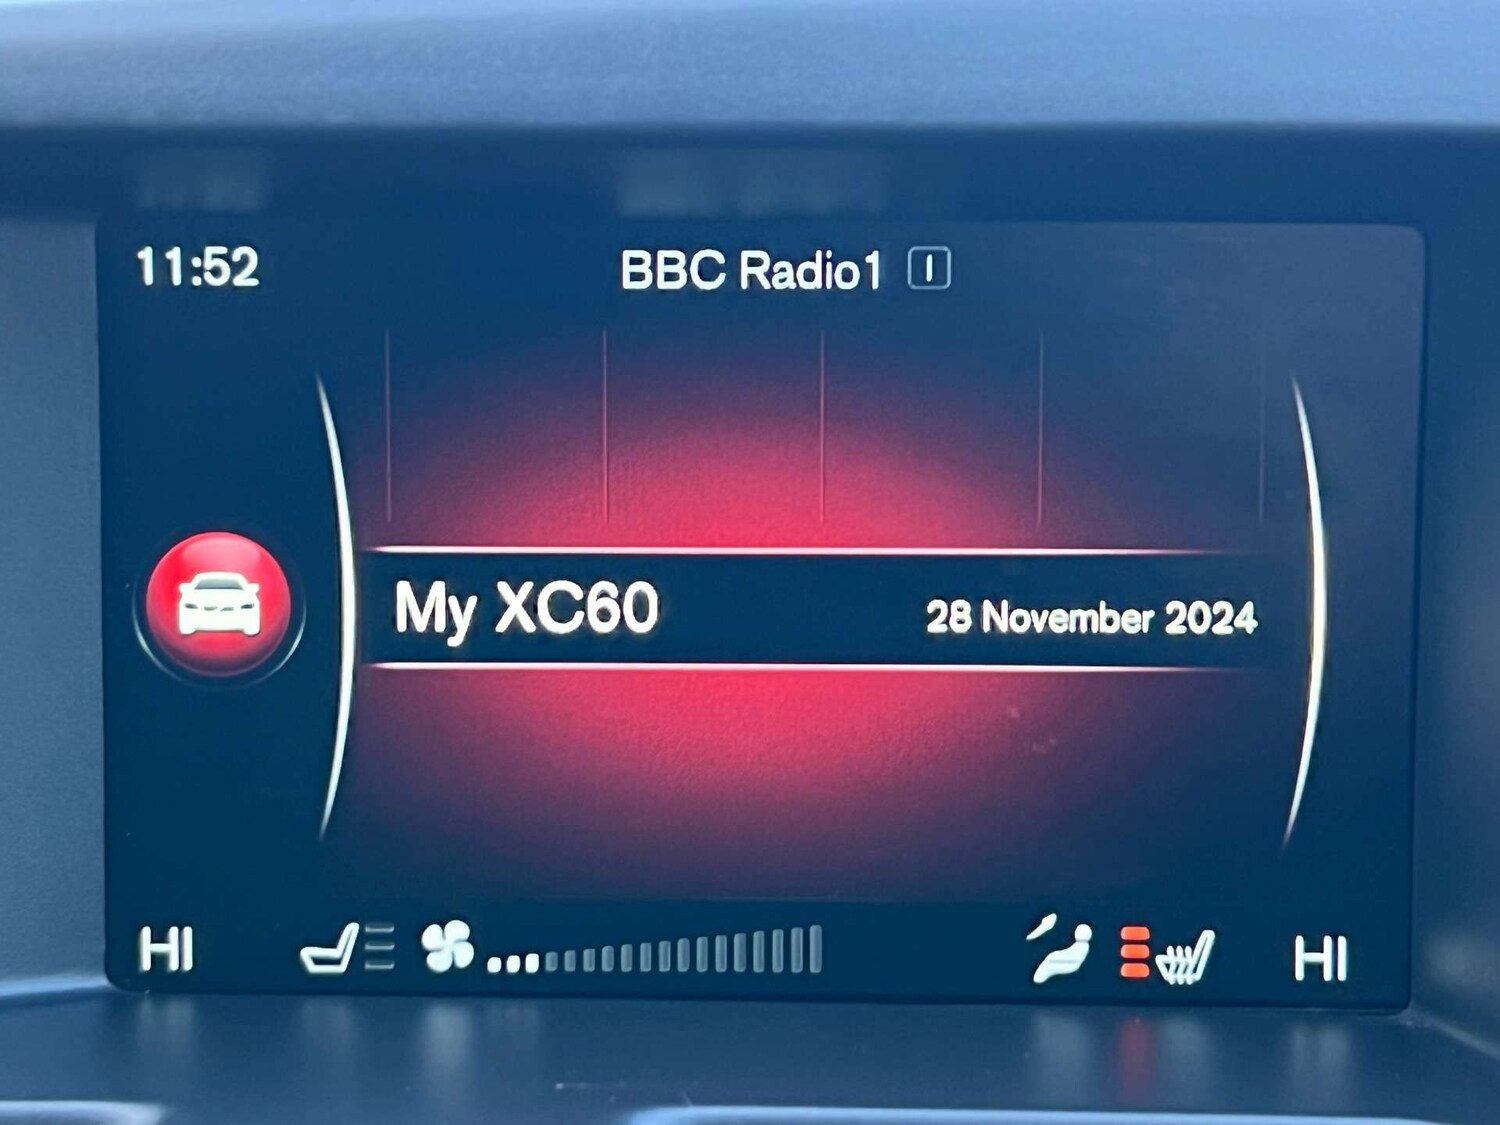 11:52
BBC Radio1 I
My XC60
28 November 2024
HI
HI